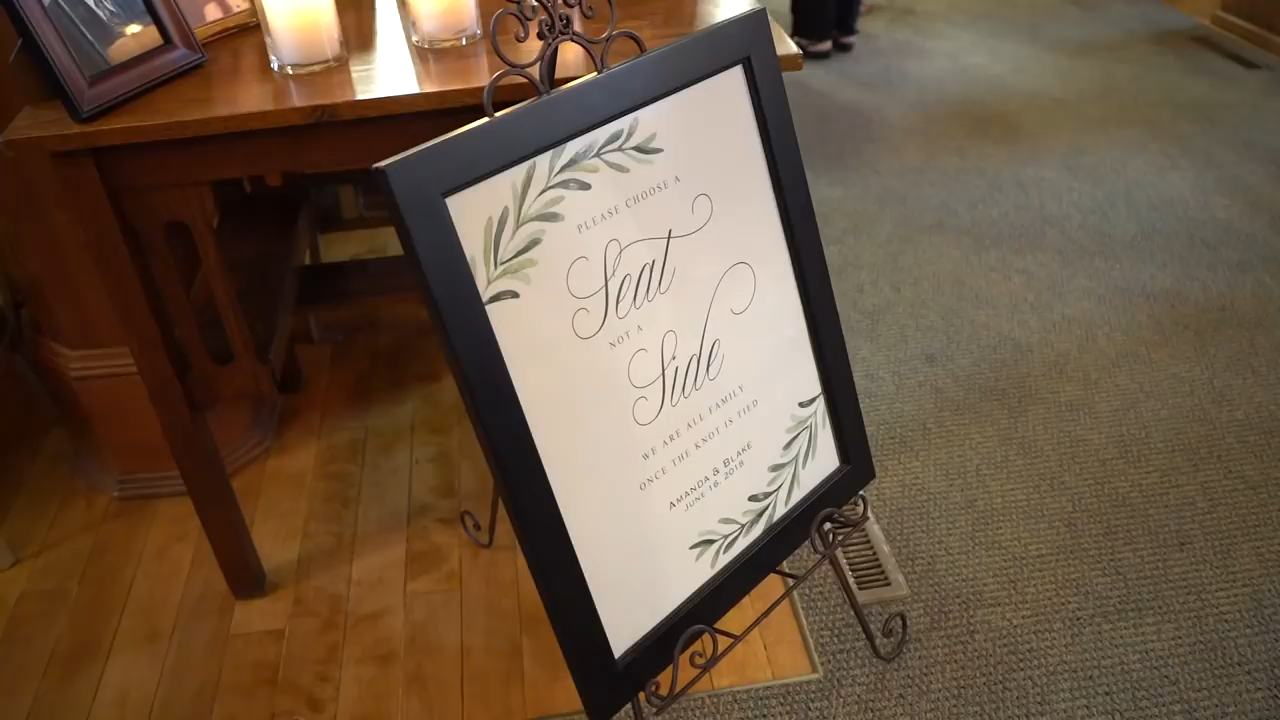 PLEASE CHOOSE A
Seat
NOT A
Side
WE ARE ALL FAMILY
ONCE THE KNOT IS TIED
AMANDA & BLAKE
JUNE 16, 2018